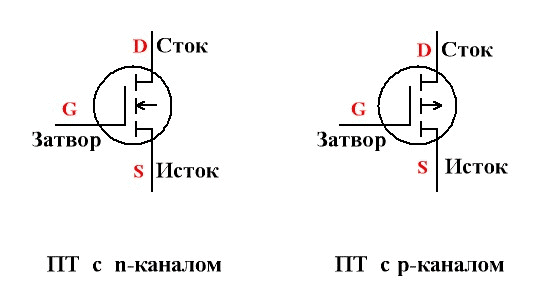 D Сток
G
Затвор
S Исток
ПТ с n-каналом
D Сток
G
Затвор
S Исток
ПТ с p-каналом